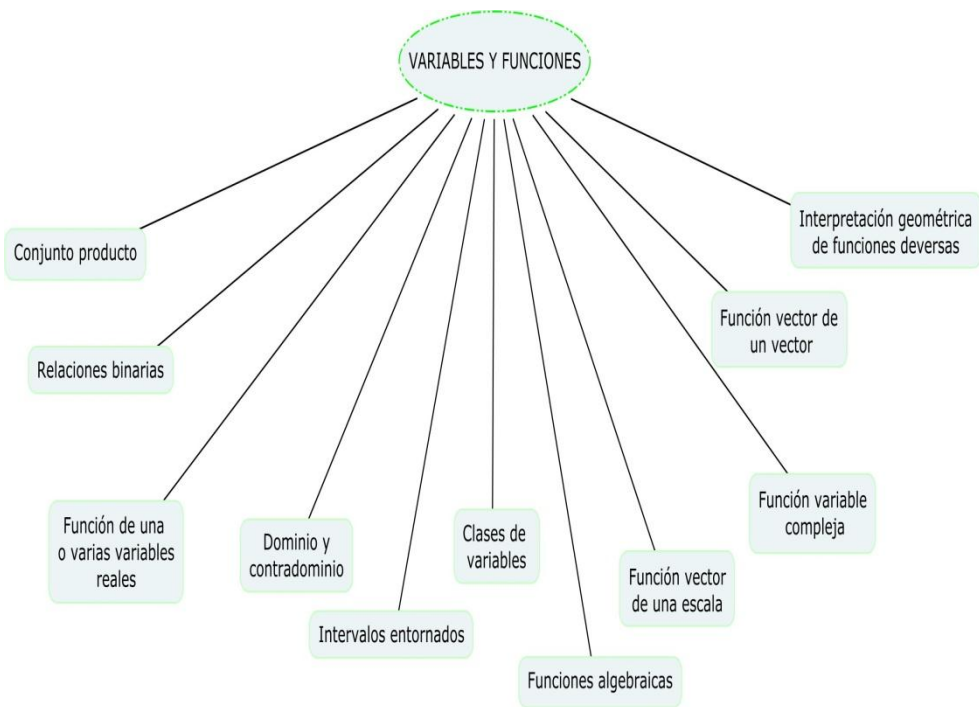 VARIABLES Y FUNCIONES
Conjunto producto
Relaciones binarias
Función de una
o varias variables
reales
Dominio y
contradominio
Intervalos entornados
Clases de
variables
Funciones algebraicas
Función vector
de una escala
Función variable
compleja
Función vector de
un vector
Interpretación geométrica
de funciones deversas